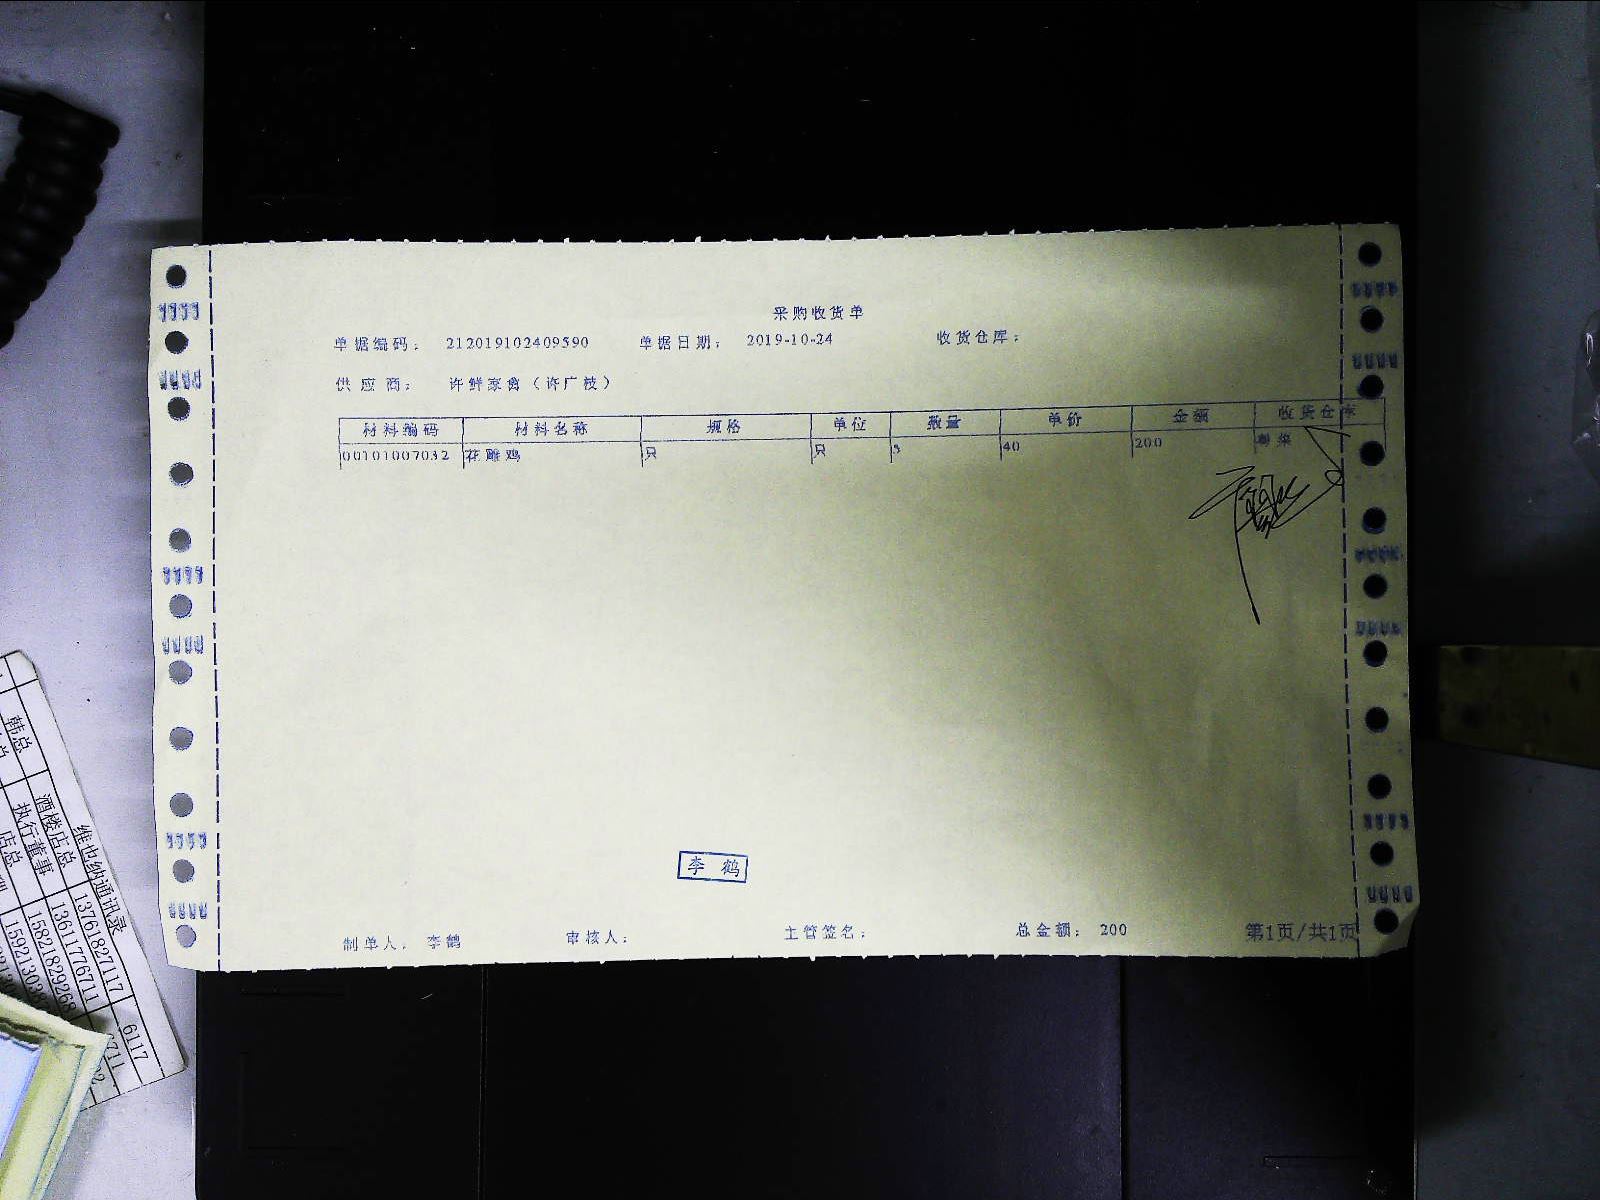 采购收货单
单据编码： 212019102409590 单据日期： 2019-10-24 收货仓库：
供应商： 许鲜家禽（许广枝）
材料编码 材料名称 规格 单位 数量 单价 金额 收货仓库
00101007032 花雕鸡 只 只 5 40 200 粤菜
李鹤
制单人： 李鹤 审核人： 主管签名： 总金额： 200 第1页/共1页
维也纳通讯录
韩总 酒楼店总 13761827117 6117
执行董事 13611776711
店总 15821829268